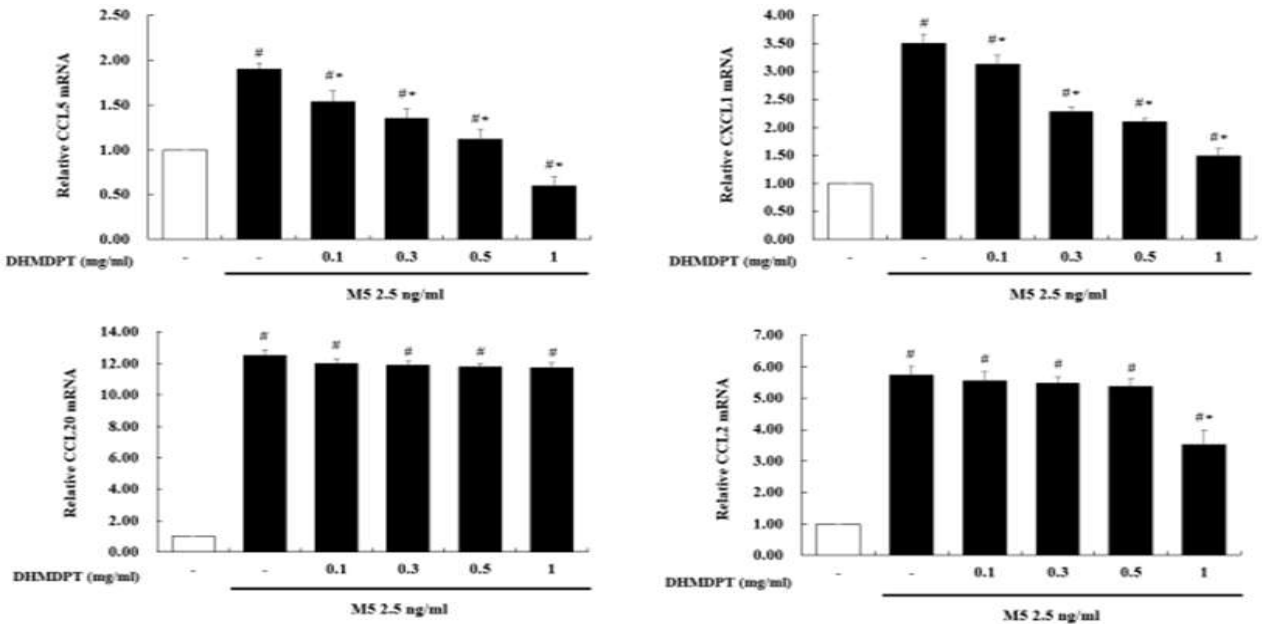 2.50
2.00
1.50
1.00
0.50
0.00
Relative CCL5 mRNA
# #* #* #* #*
DHMDPT (mg/ml) - - 0.1 0.3 0.5 1
M5 2.5 ng/ml
4.00
3.50
3.00
2.50
2.00
1.50
1.00
0.50
0.00
Relative CXCL1 mRNA
# #* #* #* #*
DHMDPT (mg/ml) - - 0.1 0.3 0.5 1
M5 2.5 ng/ml
14.00
12.00
10.00
8.00
6.00
4.00
2.00
0.00
Relative CCL20 mRNA
# # # # #
DHMDPT (mg/ml) - - 0.1 0.3 0.5 1
M5 2.5 ng/ml
7.00
6.00
5.00
4.00
3.00
2.00
1.00
0.00
Relative CCL2 mRNA
# # # # #*
DHMDPT (mg/ml) - - 0.1 0.3 0.5 1
M5 2.5 ng/ml